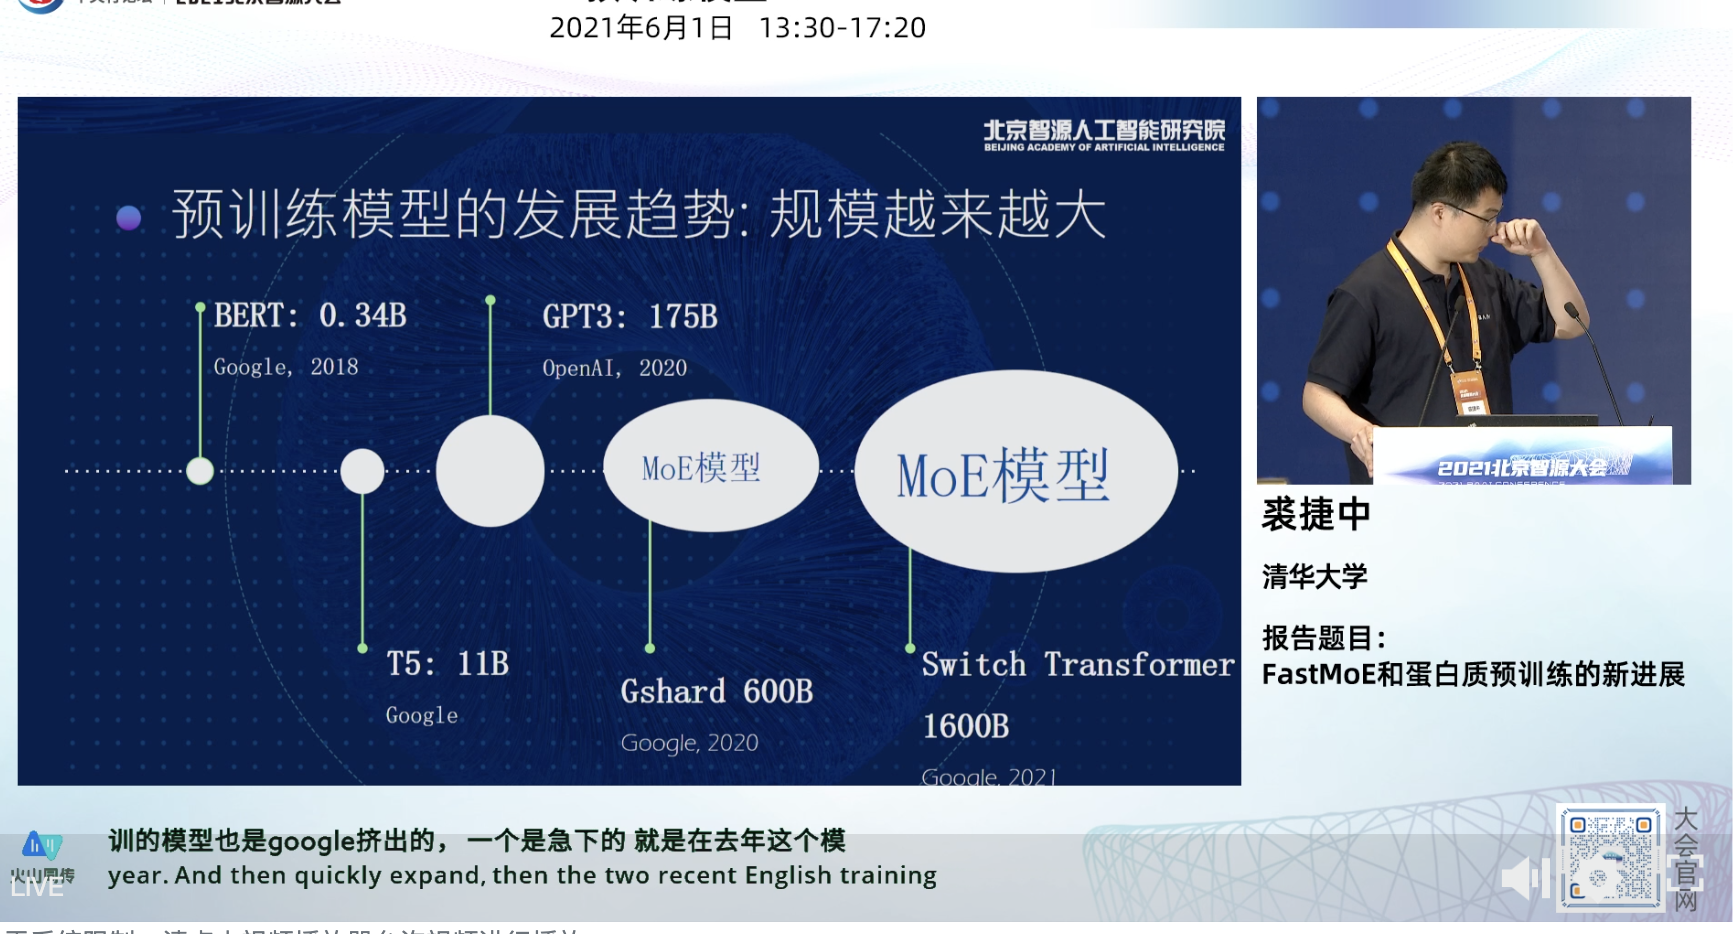 2021年6月1日 13:30-17:20
北京智源人工智能研究院
BEIJING ACADEMY OF ARTIFICIAL INTELLIGENCE
预训练模型的发展趋势: 规模越来越大
BERT: 0.34B
Google, 2018
GPT3: 175B
OpenAI, 2020
MoE模型
MoE模型
T5: 11B
Google
Gshard 600B
Google, 2020
Switch Transformer
1600B
Google, 2021
2021北京智源大会
裘捷中
清华大学
报告题目:
FastMoE和蛋白质预训练的新进展
训的模型也是google挤出的， 一个是急下的 就是在去年这个模
year. And then quickly expand, then the two recent English training
LIVE
大会官网